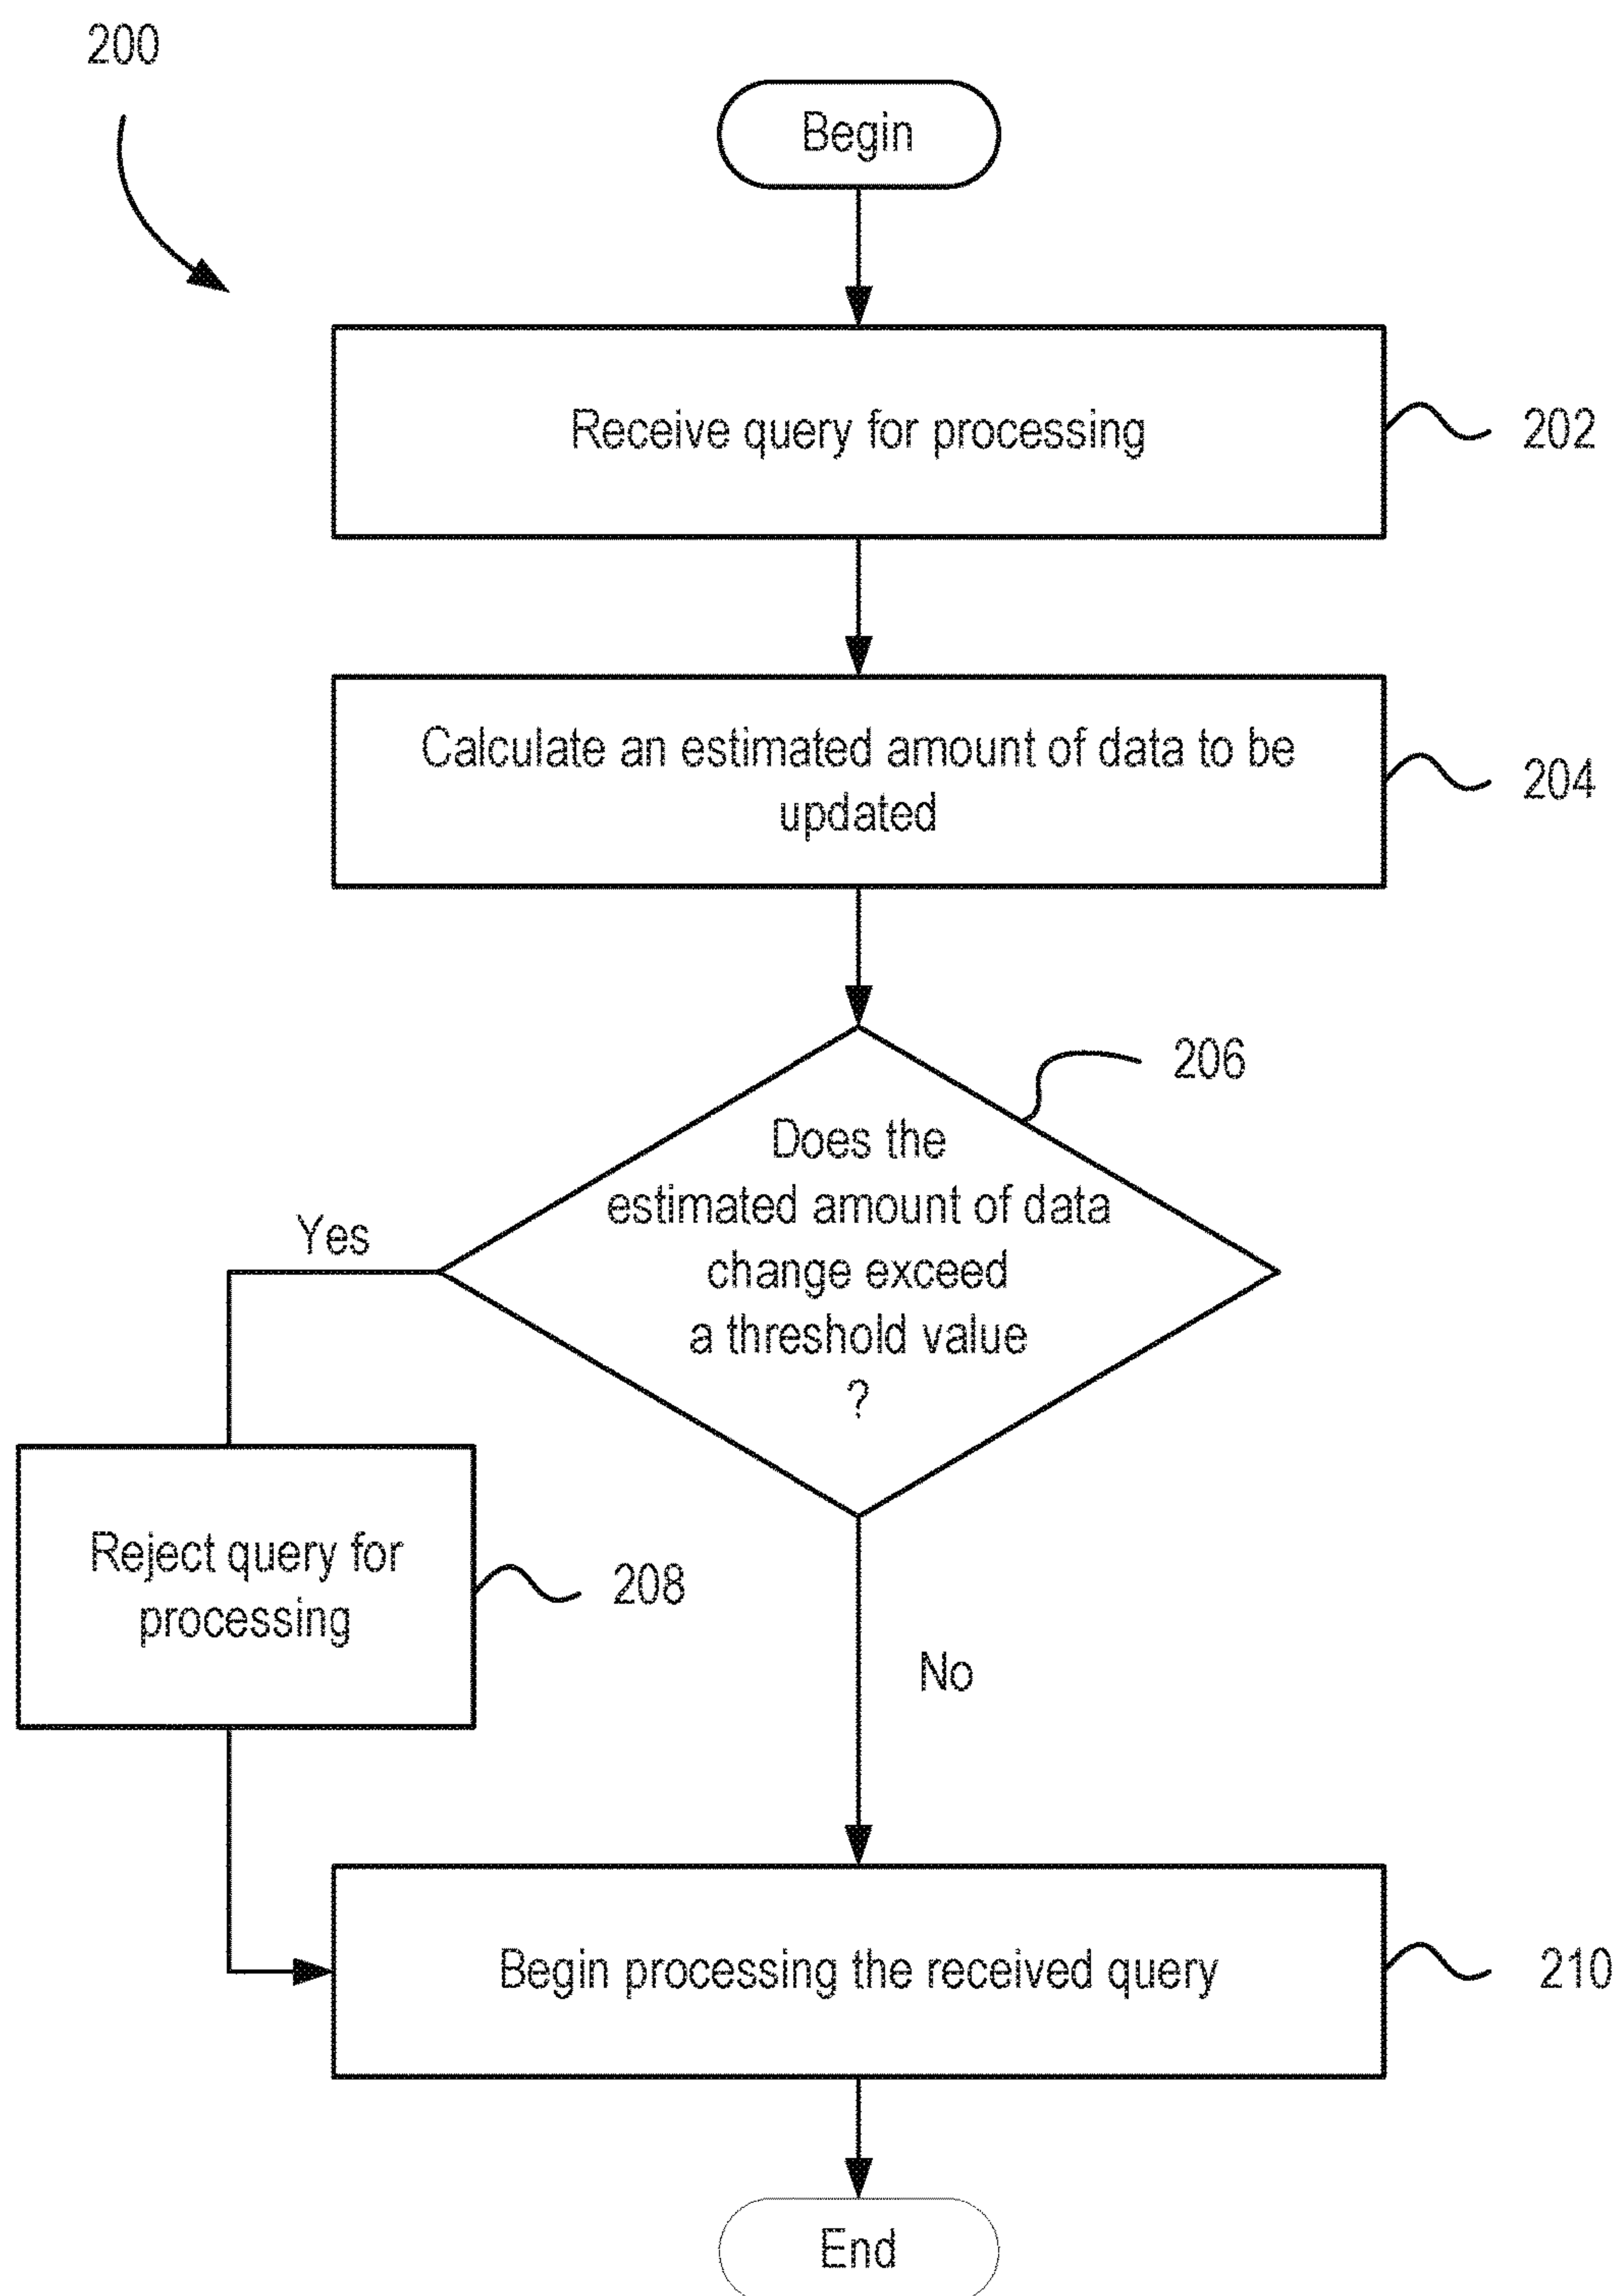 200
Begin
Receive query for processing
202
Calculate an estimated amount of data to be
updated
204
206
Does the
estimated amount of data
change exceed
a threshold value
?
Yes
Reject query for
processing
208
No
Begin processing the received query
210
End